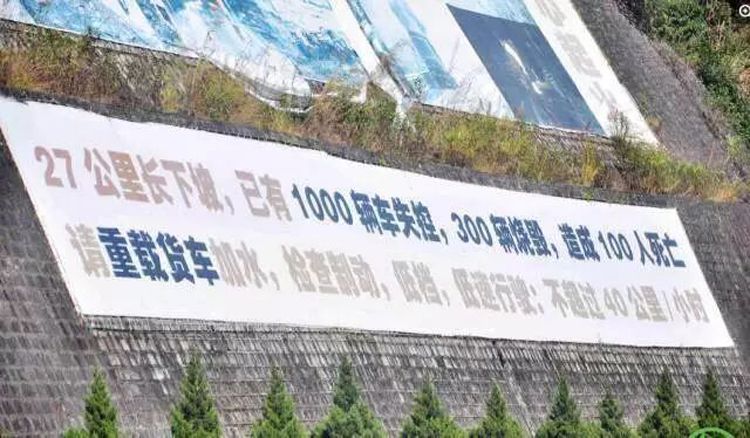 27公里长下坡，已有1000辆车失控，300辆烧毁，造成100人死亡
请重载货车加水，检查制动，低档，低速行驶：不超过40公里/小时